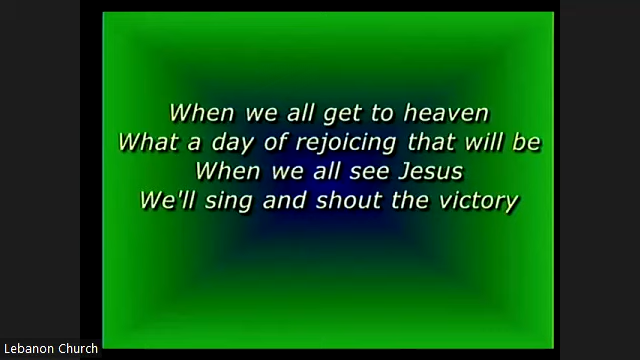 When we all get to heaven
What a day of rejoicing that will be
When we all see Jesus
We'll sing and shout the victory
Lebanon Church